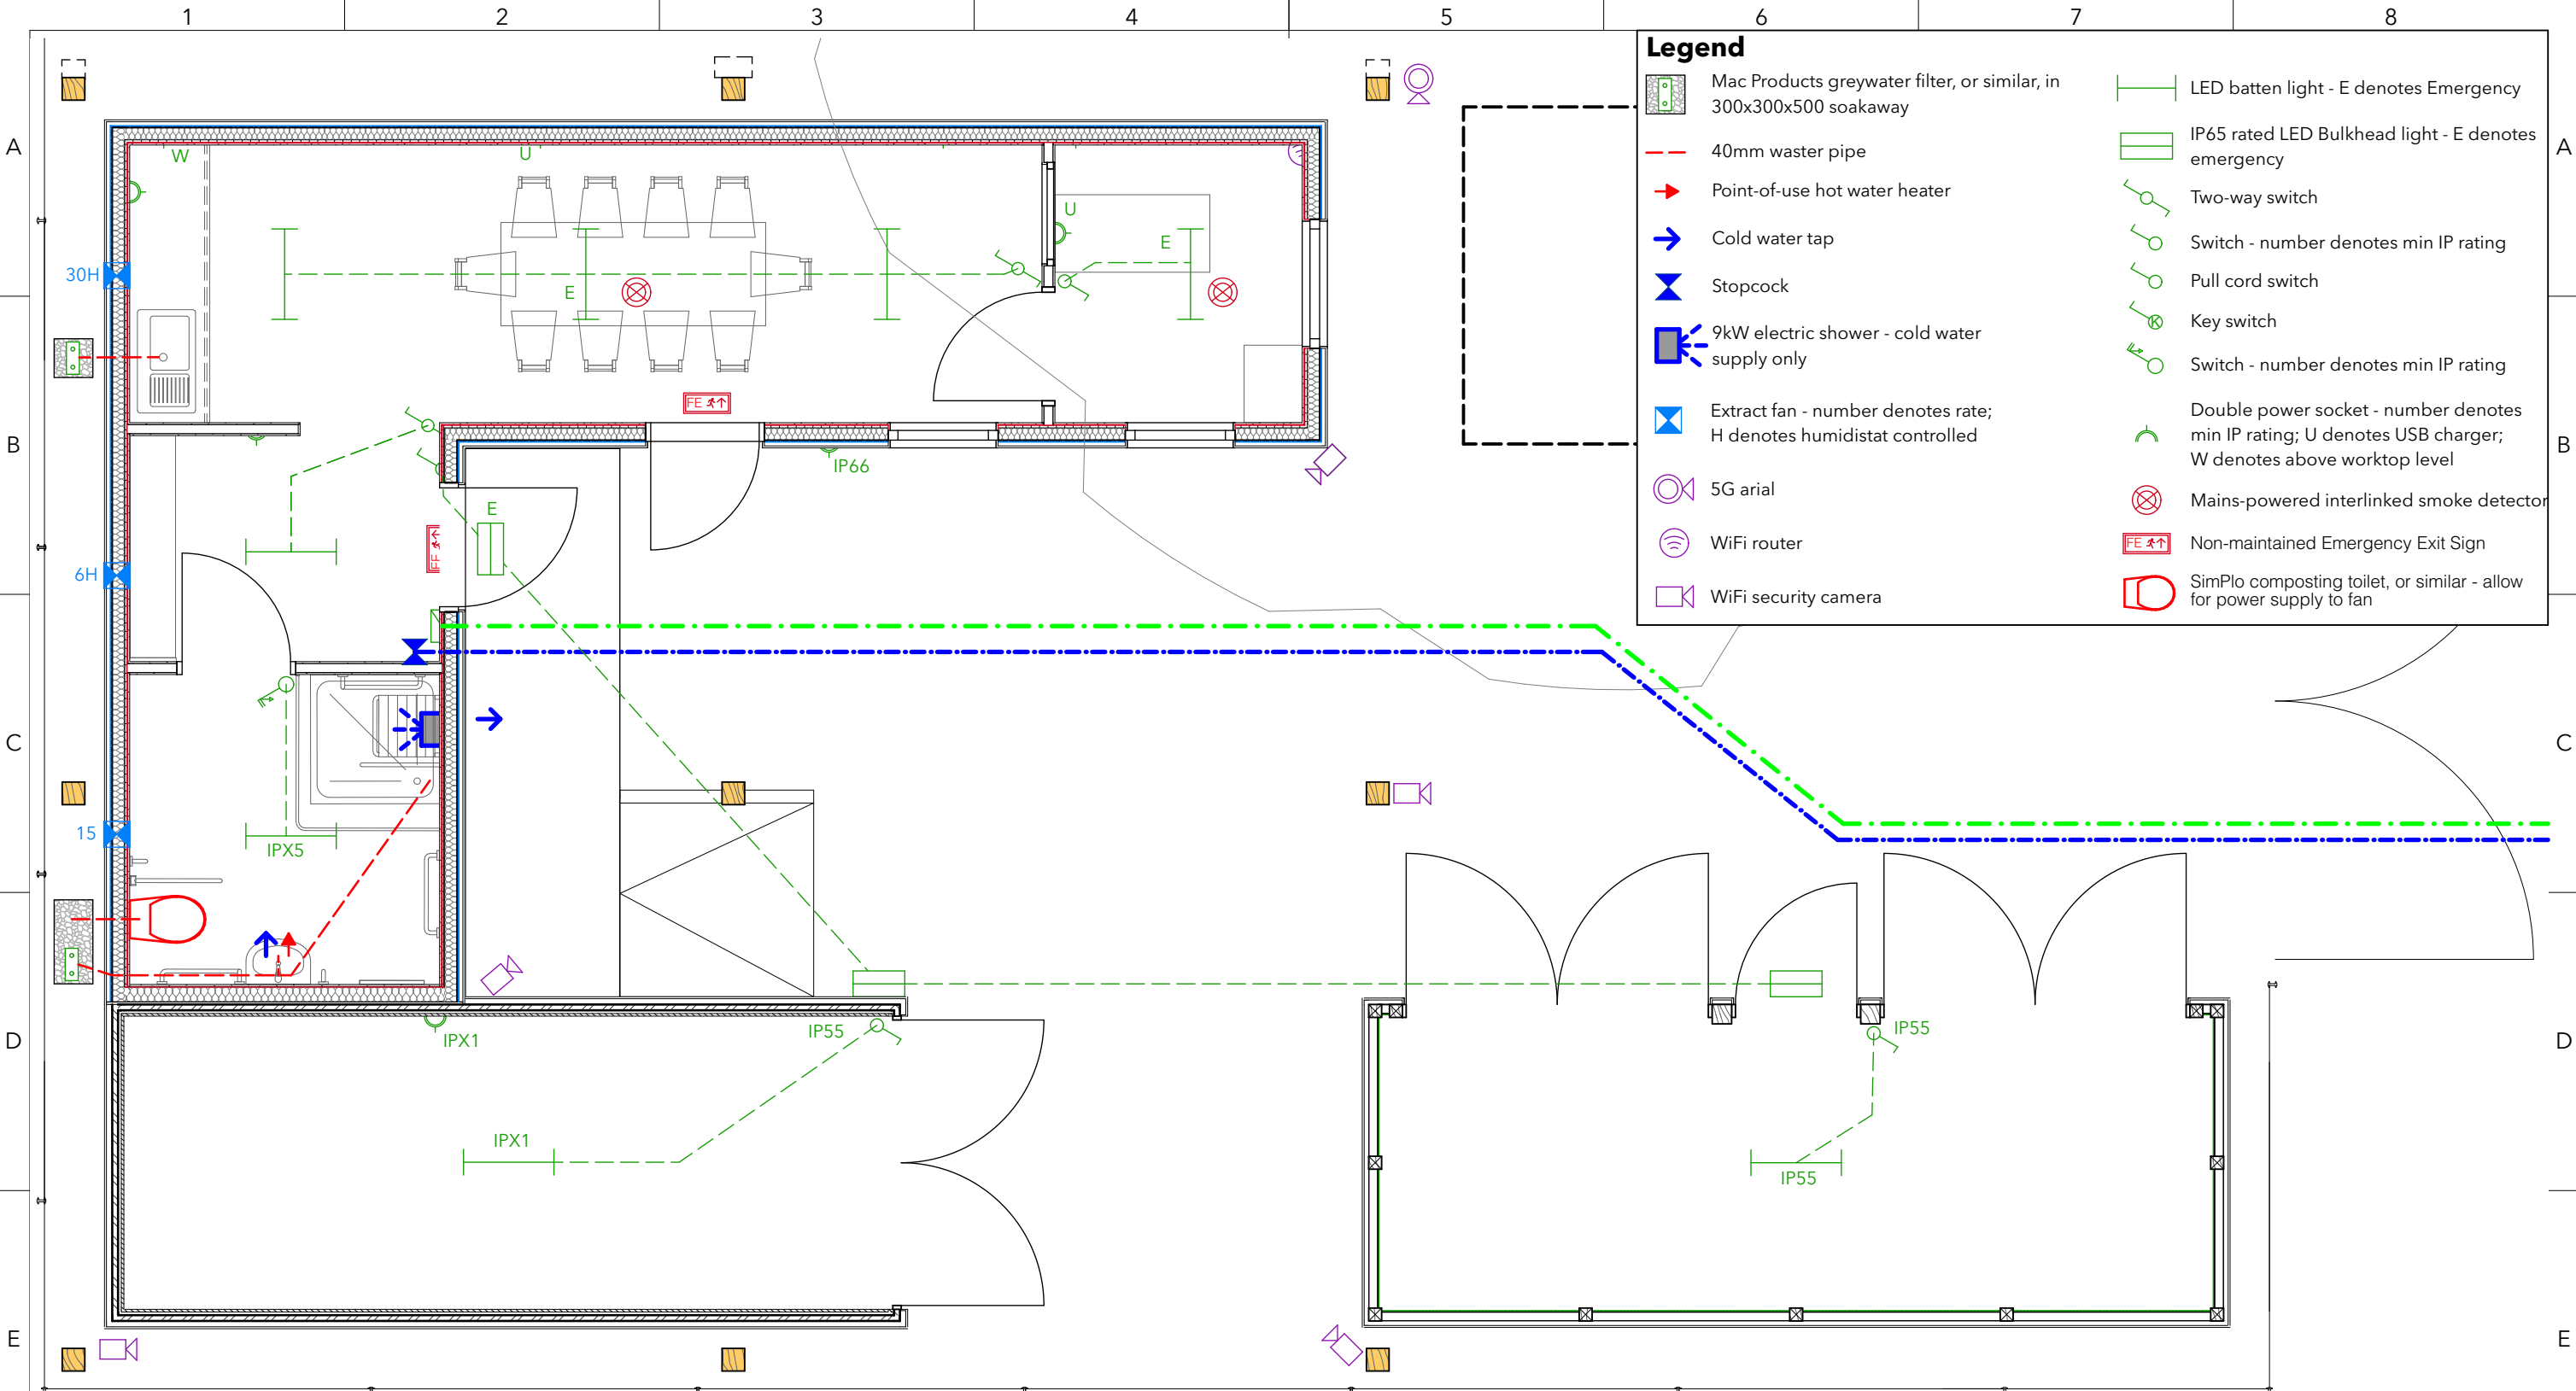 1 2 3 4 5 6 7 8
Legend
Mac Products greywater filter, or similar, in
300x300x500 soakaway
40mm waster pipe
Point-of-use hot water heater
Cold water tap
Stopcock
9kW electric shower - cold water
supply only
Extract fan - number denotes rate;
H denotes humidistat controlled
5G arial
WiFi router
WiFi security camera
LED batten light - E denotes Emergency
IP65 rated LED Bulkhead light - E denotes
emergency
Two-way switch
Switch - number denotes min IP rating
Pull cord switch
K
Key switch
Switch - number denotes min IP rating
Double power socket - number denotes
min IP rating; U denotes USB charger;
W denotes above worktop level
Mains-powered interlinked smoke detector
FE
Non-maintained Emergency Exit Sign
SimPlo composting toilet, or similar - allow
for power supply to fan
A
A
W
U
U
E
30H
E
FE
B
B
IP66
E
FE
6H
C
C
15
IPX5
D
D
IPX1
IP55
IP55
IPX1
IP55
E
E